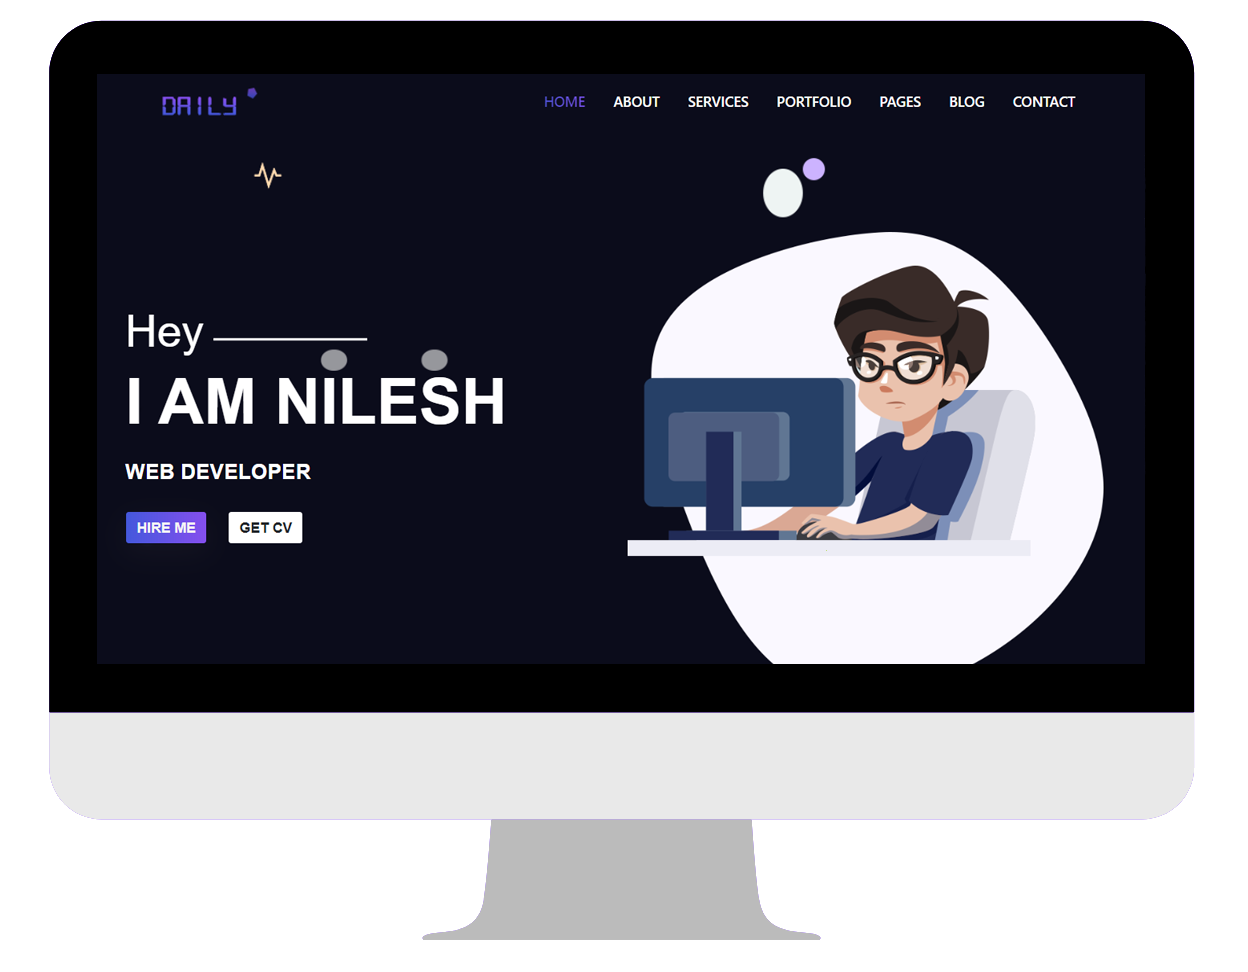 DAILY
HOME ABOUT SERVICES PORTFOLIO PAGES BLOG CONTACT
Hey
I AM NILESH
WEB DEVELOPER
HIRE ME GET CV